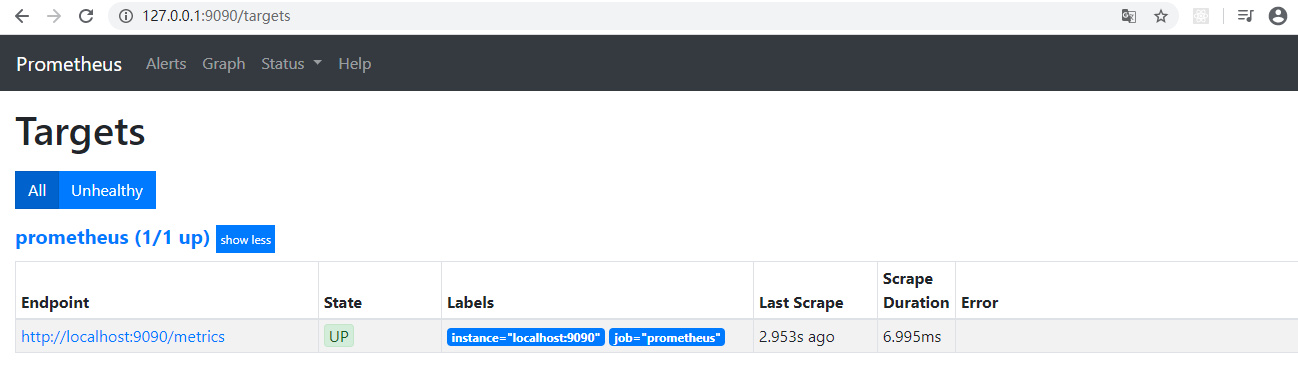 127.0.0.1:9090/targets
Prometheus Alerts Graph Status Help
Targets
All Unhealthy
prometheus (1/1 up) show less
Endpoint State Labels Last Scrape Scrape Duration Error
http://localhost:9090/metrics UP instance="localhost:9090" job="prometheus" 2.953s ago 6.995ms